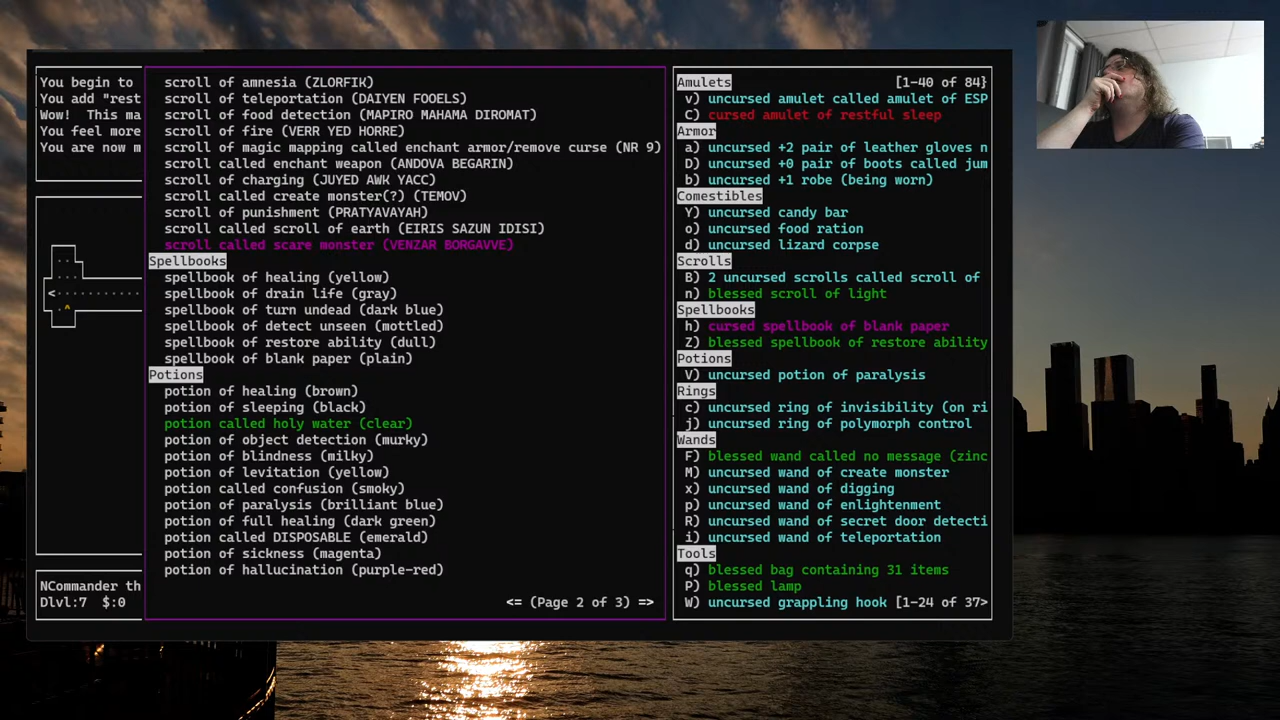 You begin to
You add "rest
Wow!  This ma
You feel more
You are now m
<
^
NCommander th
Dlvl:7  $:0
scroll of amnesia (ZLORFIK)
scroll of teleportation (DAIYEN FOOELS)
scroll of food detection (MAPIRO MAHAMA DIROMAT)
scroll of fire (VERR YED HORRE)
scroll of magic mapping called enchant armor/remove curse (NR 9)
scroll called enchant weapon (ANDOVA BEGARIN)
scroll of charging (JUYED AWK YACC)
scroll called create monster(?) (TEMOV)
scroll of punishment (PRATYAVAYAH)
scroll called scroll of earth (EIRIS SAZUN IDISI)
scroll called scare monster (VENZAR BORGAVVE)
Spellbooks
spellbook of healing (yellow)
spellbook of drain life (gray)
spellbook of turn undead (dark blue)
spellbook of detect unseen (mottled)
spellbook of restore ability (dull)
spellbook of blank paper (plain)
Potions
potion of healing (brown)
potion of sleeping (black)
potion called holy water (clear)
potion of object detection (murky)
potion of blindness (milky)
potion of levitation (yellow)
potion called confusion (smoky)
potion of paralysis (brilliant blue)
potion of full healing (dark green)
potion called DISPOSABLE (emerald)
potion of sickness (magenta)
potion of hallucination (purple-red)
<= (Page 2 of 3) =>
Amulets [1-40 of 84}
v) uncursed amulet called amulet of ESP
C) cursed amulet of restful sleep
Armor
a) uncursed +2 pair of leather gloves n
D) uncursed +0 pair of boots called jum
b) uncursed +1 robe (being worn)
Comestibles
Y) uncursed candy bar
o) uncursed food ration
d) uncursed lizard corpse
Scrolls
B) 2 uncursed scrolls called scroll of
n) blessed scroll of light
Spellbooks
h) cursed spellbook of blank paper
Z) blessed spellbook of restore ability
Potions
V) uncursed potion of paralysis
Rings
c) uncursed ring of invisibility (on ri
j) uncursed ring of polymorph control
Wands
F) blessed wand called no message (zinc
M) uncursed wand of create monster
x) uncursed wand of digging
p) uncursed wand of enlightenment
R) uncursed wand of secret door detecti
i) uncursed wand of teleportation
Tools
q) blessed bag containing 31 items
P) blessed lamp
W) uncursed grappling hook [1-24 of 37>